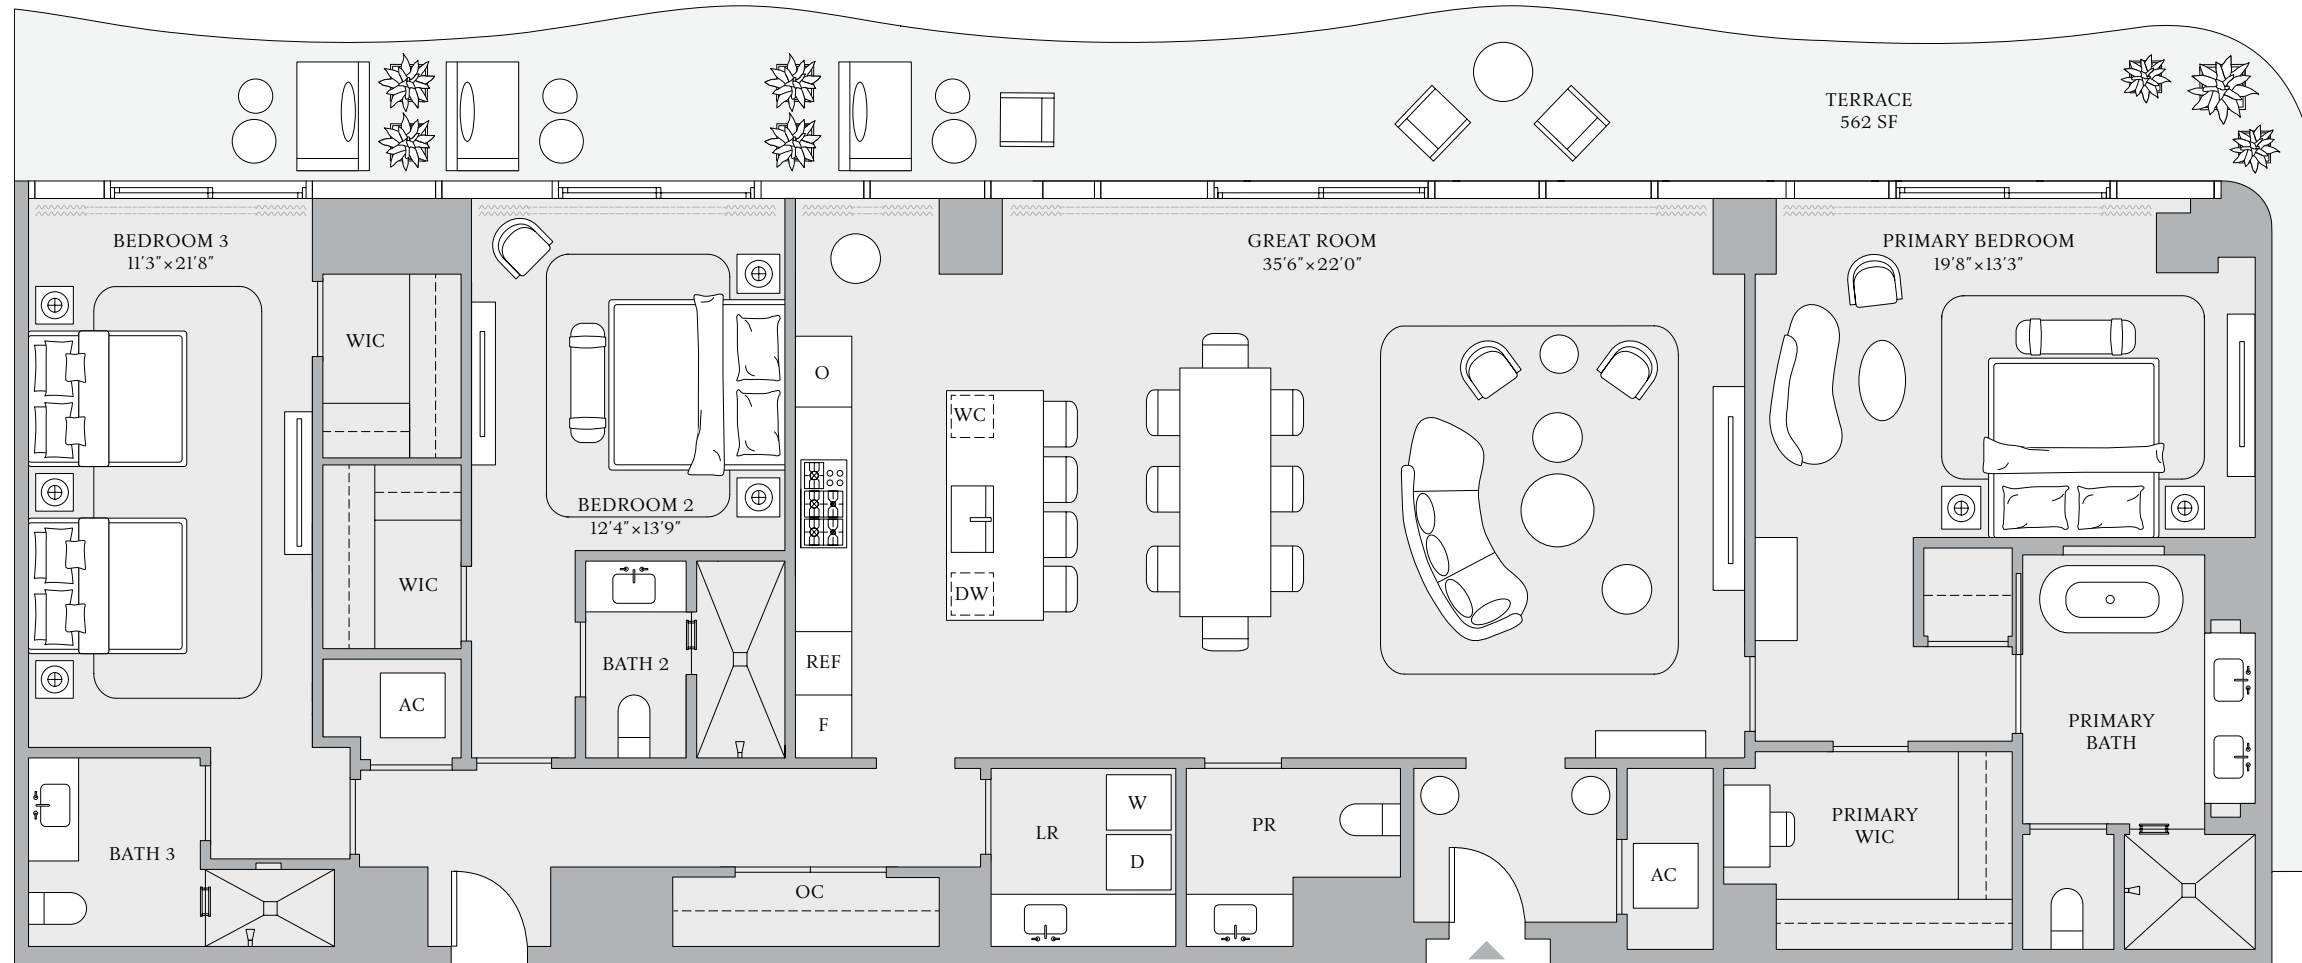 TERRACE
562 SF
BEDROOM 3
11'3"×21'8"
GREAT ROOM
35'6"×22'0"
PRIMARY BEDROOM
19'8"×13'3"
WIC
O
WC
BEDROOM 2
12'4"×13'9"
WIC
DW
BATH 2
REF
AC
F
PRIMARY
BATH
W
LR
PR
PRIMARY
WIC
BATH 3
D
AC
OC